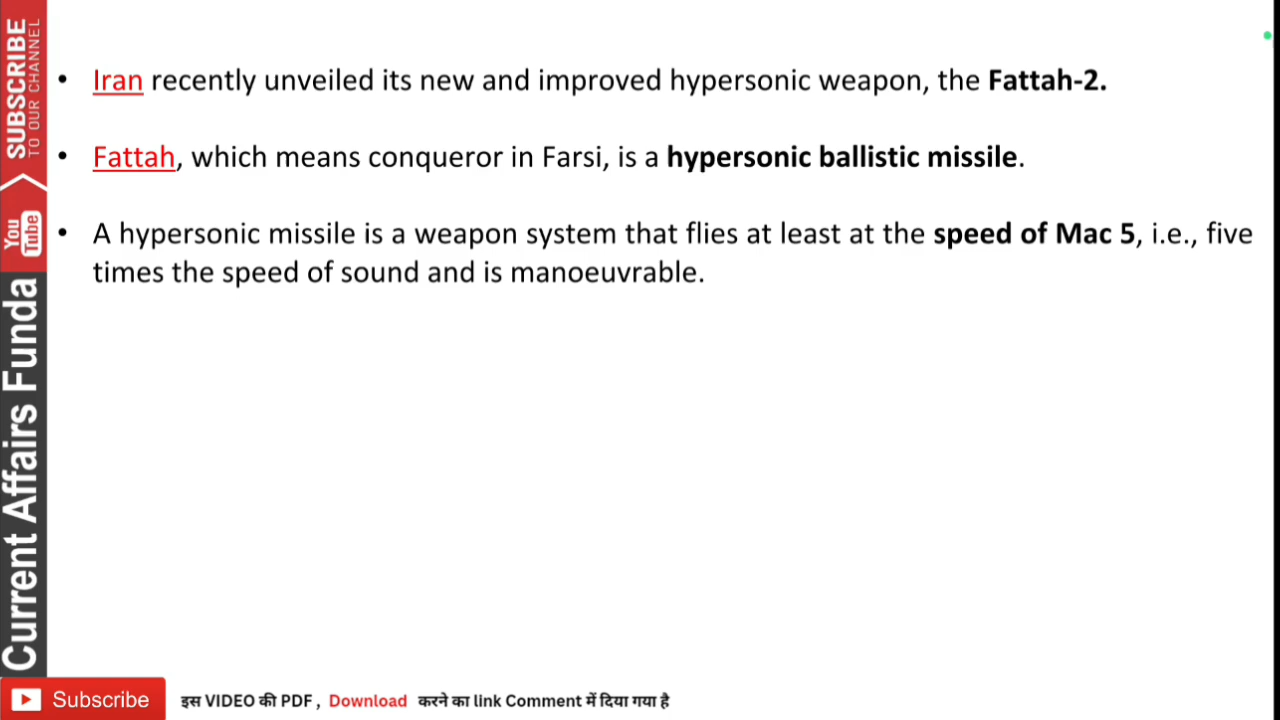 • Iran recently unveiled its new and improved hypersonic weapon, the Fattah-2.
• Fattah, which means conqueror in Farsi, is a hypersonic ballistic missile.
• A hypersonic missile is a weapon system that flies at least at the speed of Mac 5, i.e., five
times the speed of sound and is manoeuvrable.
SUBSCRIBE
TO OUR CHANNEL
You
Tube
Current Affairs Funda
Subscribe
इस VIDEO की PDF , Download करने का link Comment में दिया गया है